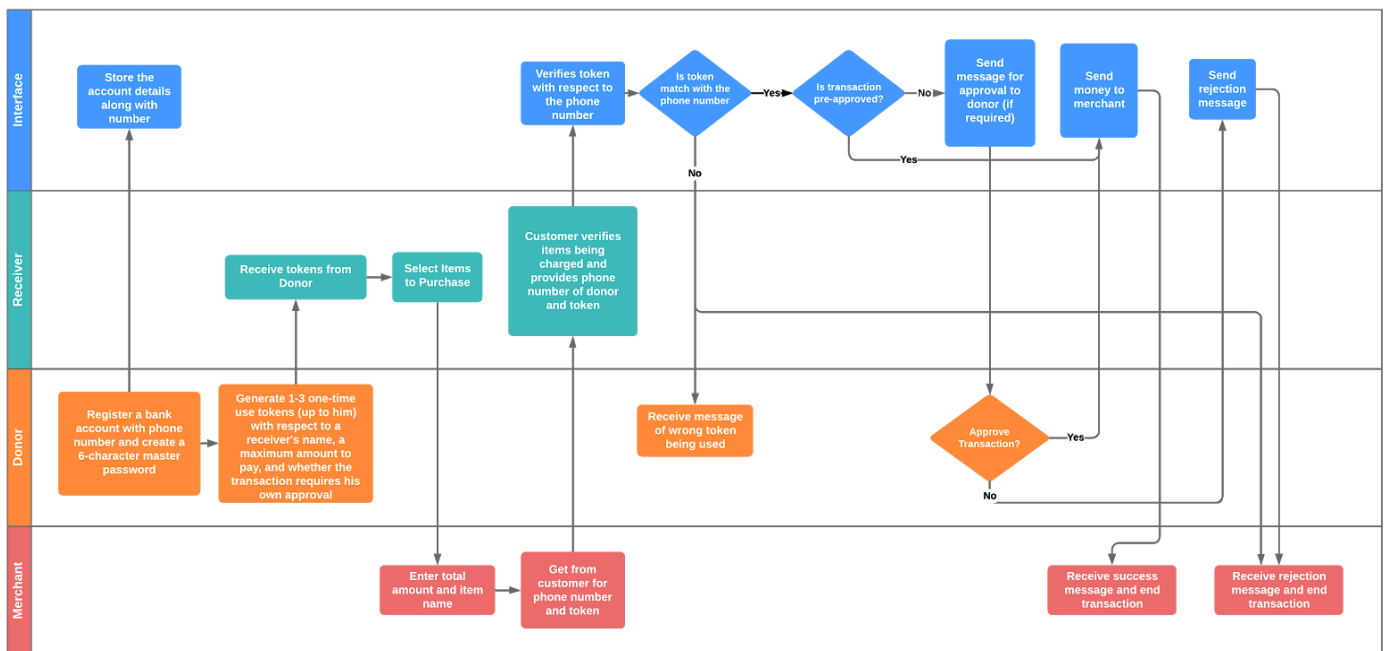 Interface
Store the
account details
along with
number
Verifies token
with respect to
the phone
number
Is token
match with the
phone number
Yes
Is transaction
pre-approved?
No
Send
message for
approval to
donor (if
required)
Send
money to
merchant
Send
rejection
message
Yes
No
Receiver
Receive tokens from
Donor
Select Items
to Purchase
Customer verifies
items being
charged and
provides phone
number of donor
and token
Donor
Register a bank
account with phone
number and create a
6-character master
password
Generate 1-3 one-time
use tokens (up to him)
with respect to a
receiver's name, a
maximum amount to
pay, and whether the
transaction requires his
own approval
Receive message
of wrong token
being used
Approve
Transaction?
Yes
No
Merchant
Enter total
amount and item
name
Get from
customer for
phone number
and token
Receive success
message and end
transaction
Receive rejection
message and end
transaction